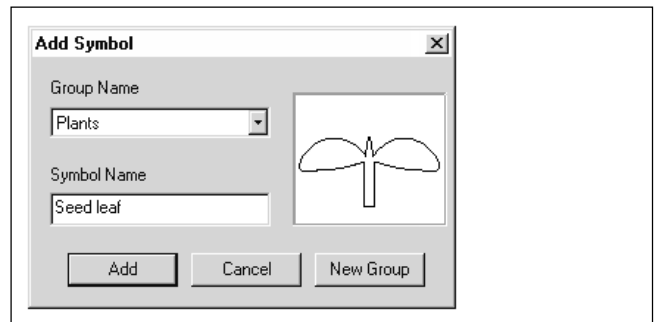 Add Symbol
Group Name
Plants
Symbol Name
Seed leaf
Add Cancel New Group